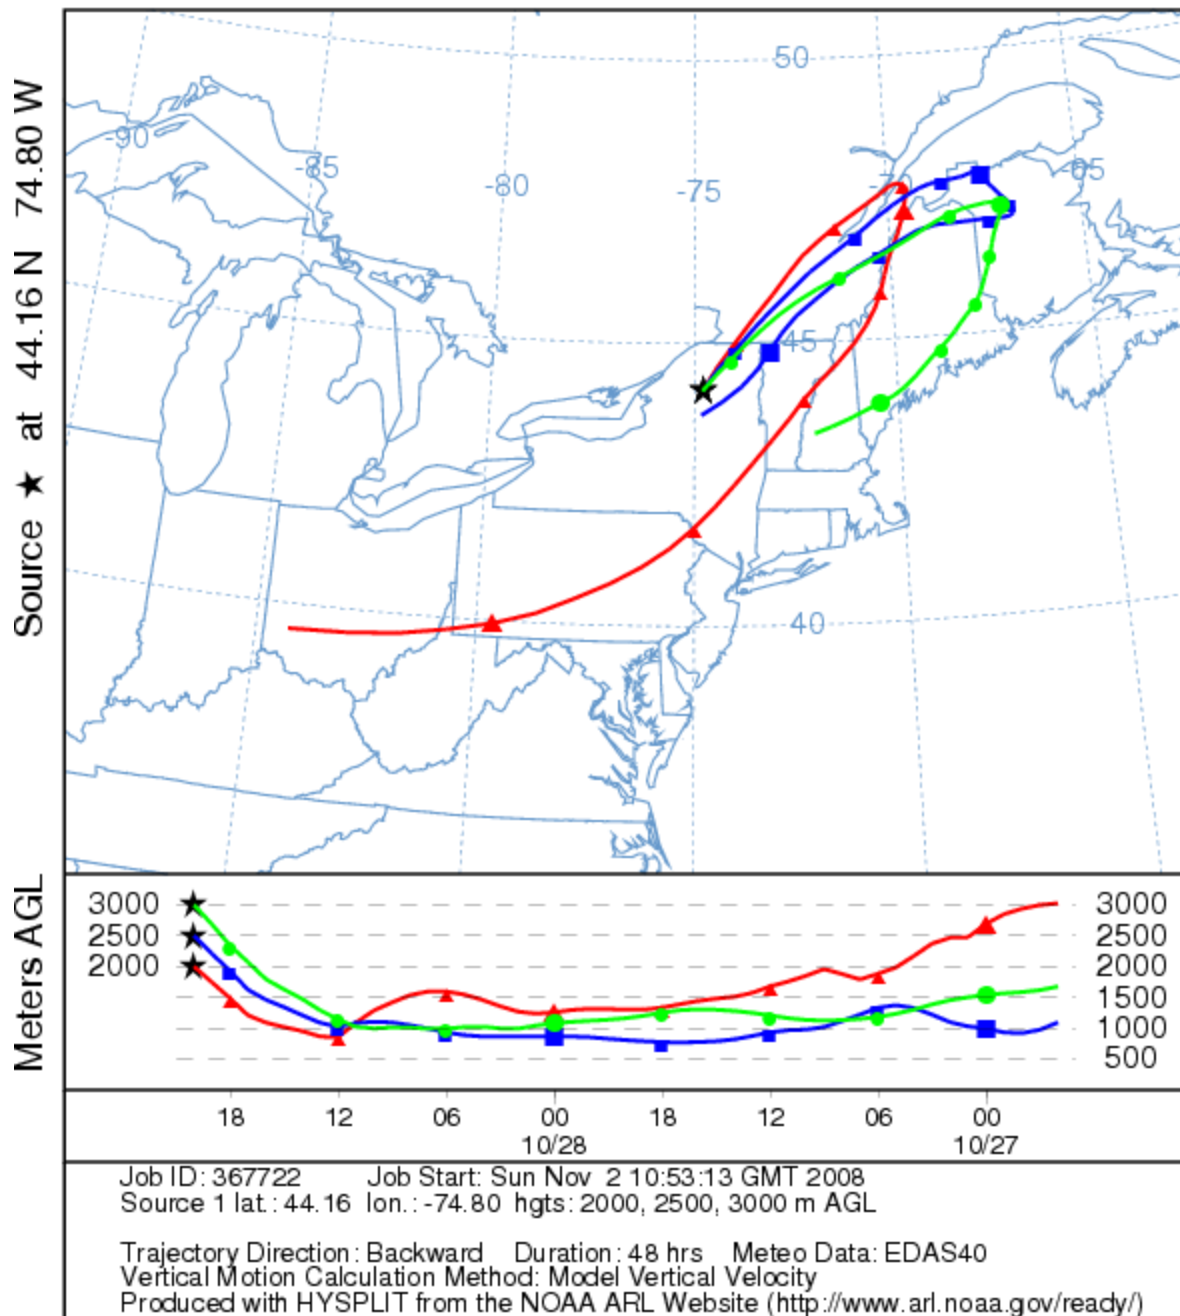 Source ★ at 44.16 N 74.80 W
50
-90
-85
-80
-75
-70
-65
45
40
Meters AGL
3000 3000
2500 2500
2000 2000
1500
1000
500
18 12 06 00 18 12 06 00
10/28 10/27
Job ID: 367722 Job Start: Sun Nov 2 10:53:13 GMT 2008
Source 1 lat.: 44.16 lon.: -74.80 hgts: 2000, 2500, 3000 m AGL
Trajectory Direction: Backward Duration: 48 hrs Meteo Data: EDAS40
Vertical Motion Calculation Method: Model Vertical Velocity
Produced with HYSPLIT from the NOAA ARL Website (http://www.arl.noaa.gov/ready/)